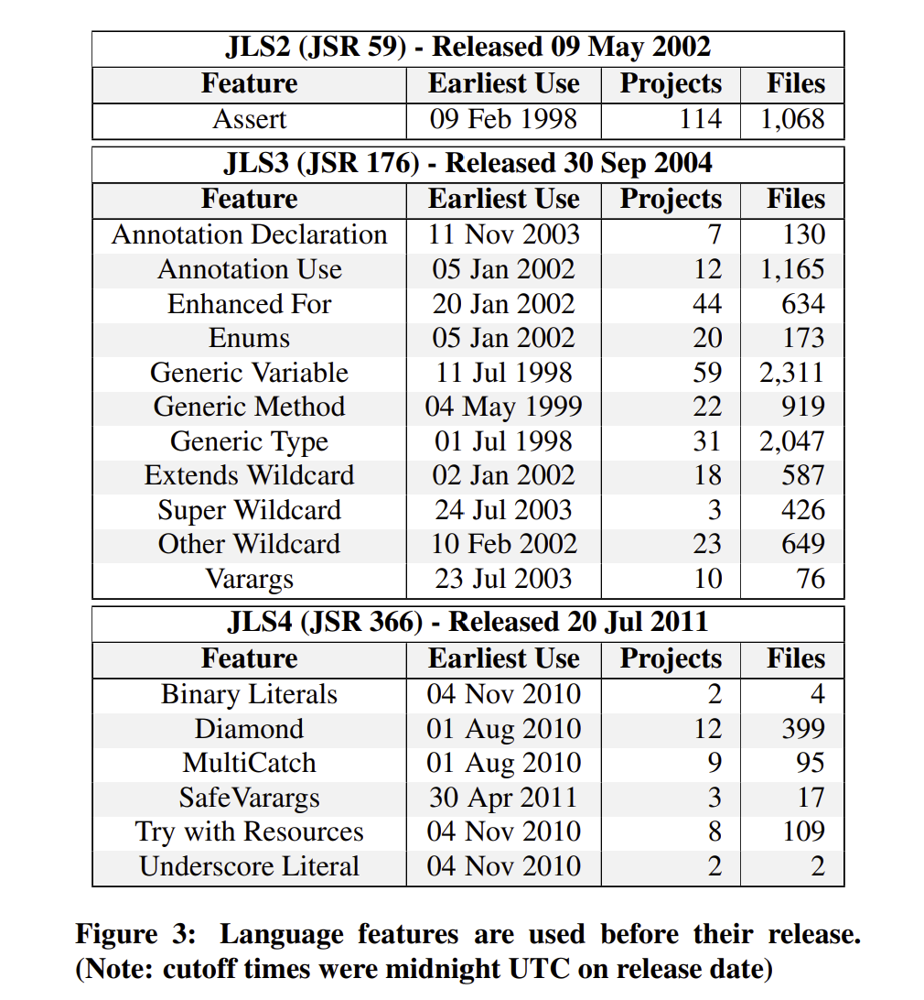 JLS2 (JSR 59) - Released 09 May 2002
Feature Earliest Use Projects Files
Assert 09 Feb 1998 114 1,068
JLS3 (JSR 176) - Released 30 Sep 2004
Feature Earliest Use Projects Files
Annotation Declaration 11 Nov 2003 7 130
Annotation Use 05 Jan 2002 12 1,165
Enhanced For 20 Jan 2002 44 634
Enums 05 Jan 2002 20 173
Generic Variable 11 Jul 1998 59 2,311
Generic Method 04 May 1999 22 919
Generic Type 01 Jul 1998 31 2,047
Extends Wildcard 02 Jan 2002 18 587
Super Wildcard 24 Jul 2003 3 426
Other Wildcard 10 Feb 2002 23 649
Varargs 23 Jul 2003 10 76
JLS4 (JSR 366) - Released 20 Jul 2011
Feature Earliest Use Projects Files
Binary Literals 04 Nov 2010 2 4
Diamond 01 Aug 2010 12 399
MultiCatch 01 Aug 2010 9 95
SafeVarargs 30 Apr 2011 3 17
Try with Resources 04 Nov 2010 8 109
Underscore Literal 04 Nov 2010 2 2
Figure 3: Language features are used before their release.
(Note: cutoff times were midnight UTC on release date)